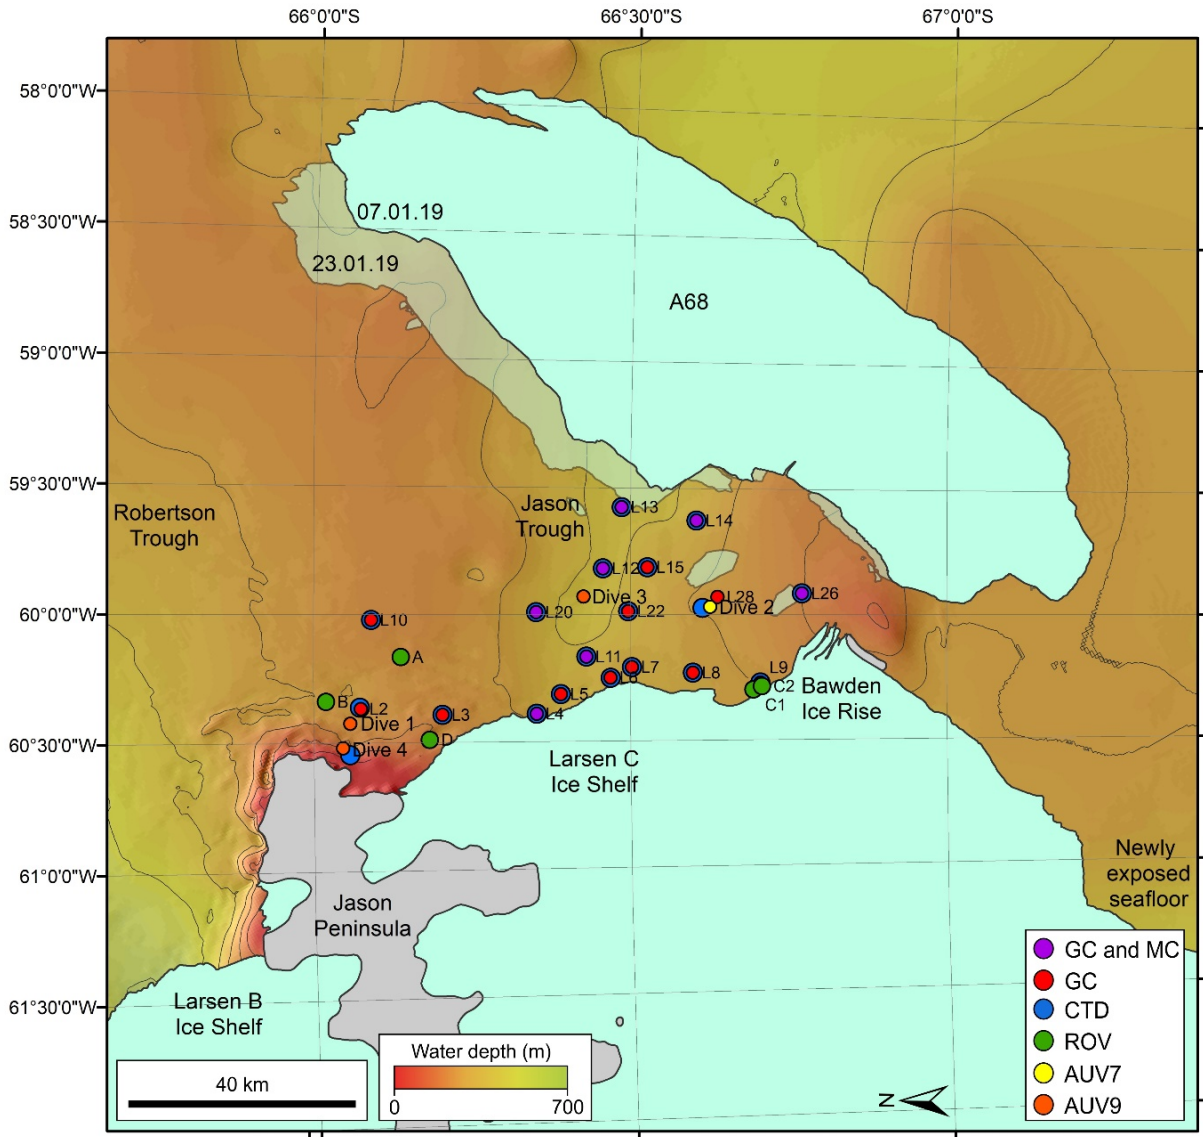 66°0'0"S
66°30'0"S
67°0'0"S
58°0'0"W
58°30'0"W
59°0'0"W
59°30'0"W
60°0'0"W
60°30'0"W
61°0'0"W
61°30'0"W
07.01.19
23.01.19
A68
Robertson
Trough
Jason
Trough
L13
L14
L12
L15
Dive 3
L28
Dive 2
L26
L20
L22
L10
A
L11
L7
L6
L8
L9
C2
C1
Bawden
Ice Rise
B
L2
Dive 1
L3
L5
L4
D
Dive 4
Larsen C
Ice Shelf
Jason
Peninsula
Newly
exposed
seafloor
Larsen B
Ice Shelf
40 km
Water depth (m)
0
700
N
GC and MC
GC
CTD
ROV
AUV7
AUV9